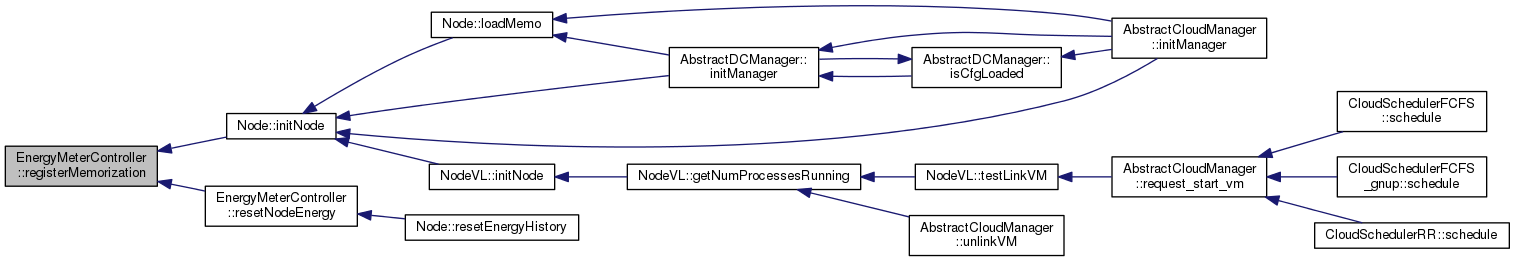 Node::loadMemo
AbstractCloudManager
::initManager
AbstractDCManager::
initManager
AbstractDCManager::
isCfgLoaded
CloudSchedulerFCFS
::schedule
Node::initNode
EnergyMeterController
::registerMemorization
NodeVL::initNode
NodeVL::getNumProcessesRunning
NodeVL::testLinkVM
AbstractCloudManager
::request_start_vm
CloudSchedulerFCFS
_gnup::schedule
EnergyMeterController
::resetNodeEnergy
Node::resetEnergyHistory
AbstractCloudManager
::unlinkVM
CloudSchedulerRR::schedule